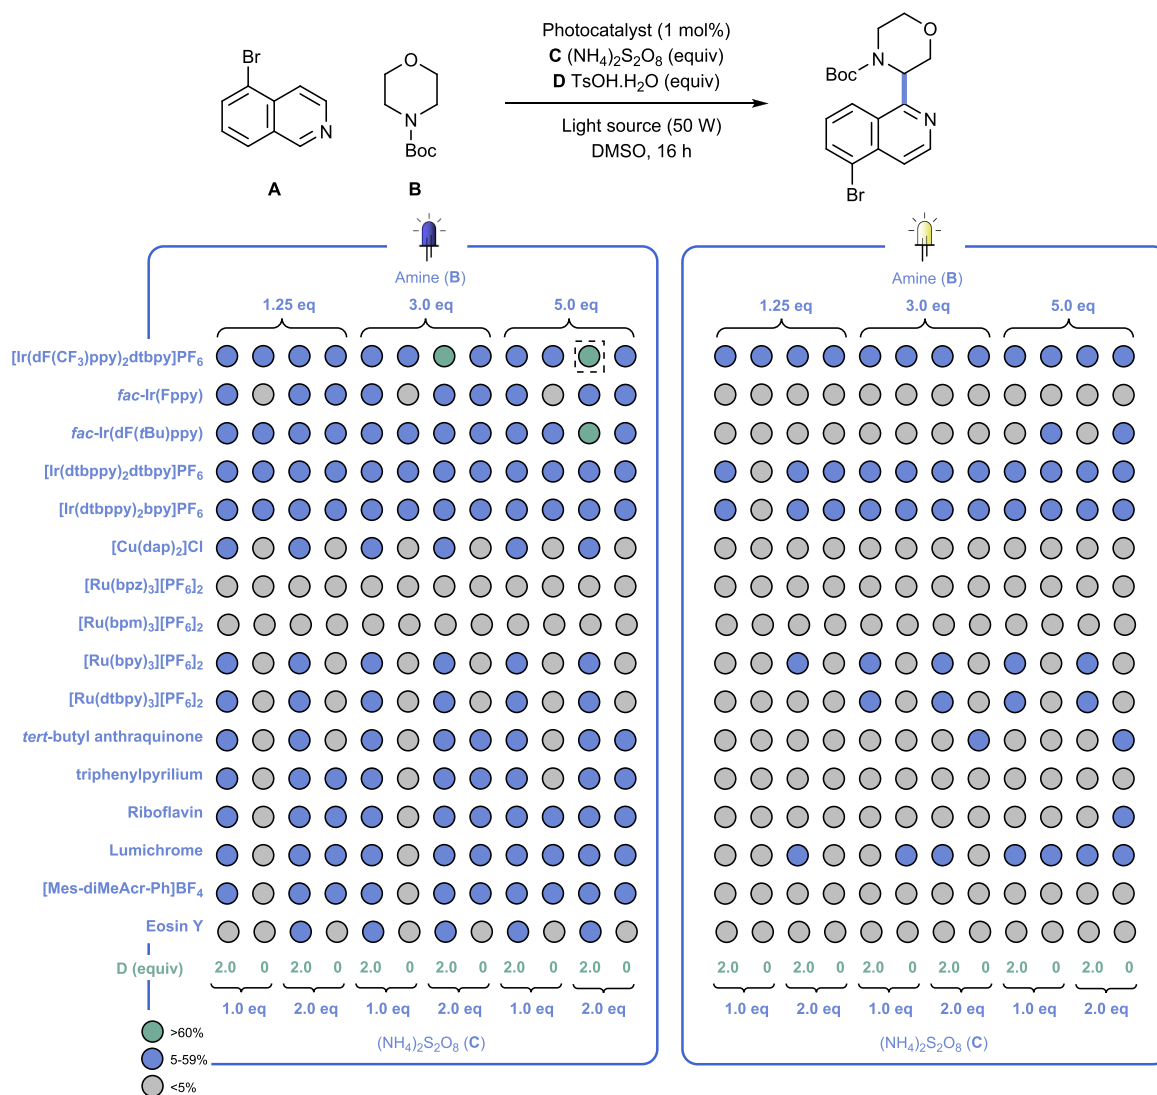 Photocatalyst (1 mol%)
C (NH4)2S2O8 (equiv)
D TsOH.H2O (equiv)
Light source (50 W)
DMSO, 16 h
Br
N
A
O
N
Boc
B
O
N
Boc
N
Br
Amine (B)
1.25 eq 3.0 eq 5.0 eq
Amine (B)
1.25 eq 3.0 eq 5.0 eq
[Ir(dF(CF3)ppy)2dtbpy]PF6
fac-Ir(Fppy)
fac-Ir(dF(tBu)ppy)
[Ir(dtbppy)2dtbpy]PF6
[Ir(dtbppy)2bpy]PF6
[Cu(dap)2]Cl
[Ru(bpz)3][PF6]2
[Ru(bpm)3][PF6]2
[Ru(bpy)3][PF6]2
[Ru(dtbpy)3][PF6]2
tert-butyl anthraquinone
triphenylpyrilium
Riboflavin
Lumichrome
[Mes-diMeAcr-Ph]BF4
Eosin Y
D (equiv) 2.0 0 2.0 0 2.0 0 2.0 0 2.0 0 2.0 0
2.0 0 2.0 0 2.0 0 2.0 0 2.0 0 2.0 0
1.0 eq 2.0 eq 1.0 eq 2.0 eq 1.0 eq 2.0 eq
1.0 eq 2.0 eq 1.0 eq 2.0 eq 1.0 eq 2.0 eq
(NH4)2S2O8 (C)
(NH4)2S2O8 (C)
>60%
5-59%
<5%